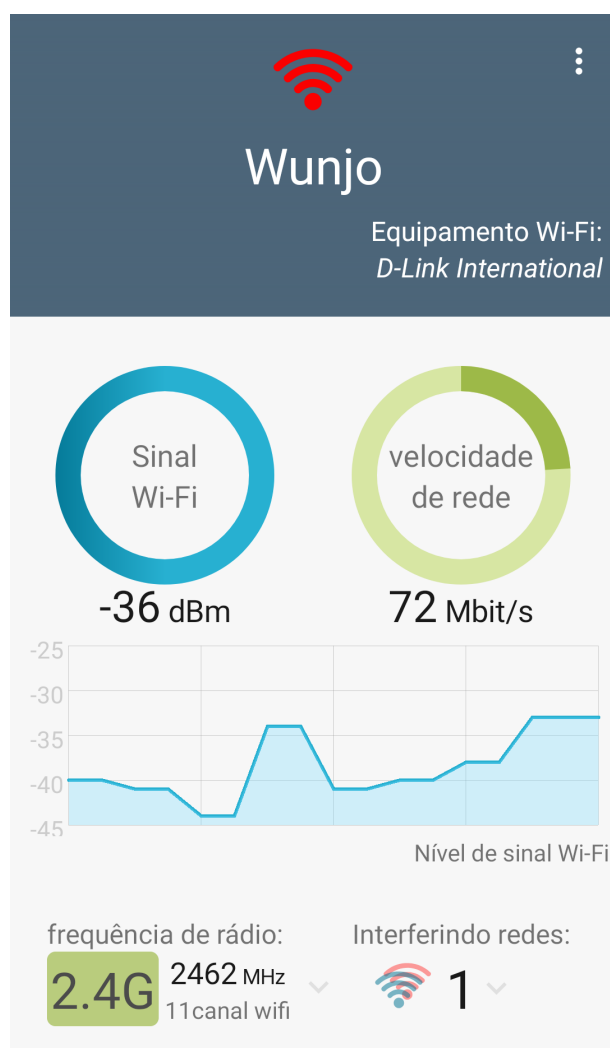 Wunjo
Equipamento Wi-Fi:
D-Link International
Sinal
Wi-Fi
velocidade
de rede
-36 dBm
72 Mbit/s
-25
-30
-35
-40
-45
Nível de sinal Wi-Fi
frequência de rádio:
Interferindo redes:
2.4G
2462 MHz
11canal wifi
1